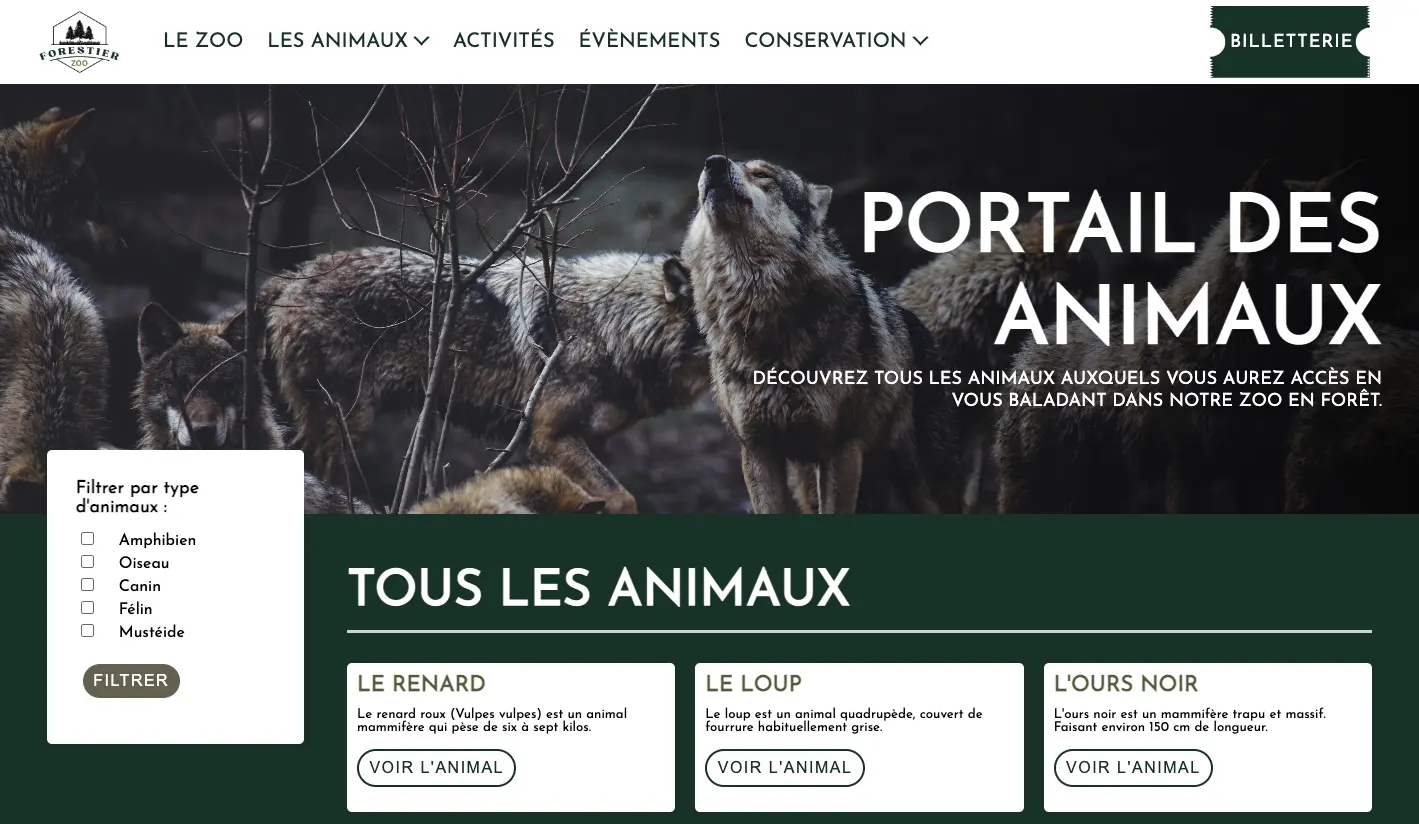 FORESTIER
ZOO
LE ZOO LES ANIMAUX ACTIVITÉS ÉVÈNEMENTS CONSERVATION
BILLETTERIE
PORTAIL DES
ANIMAUX
DÉCOUVREZ TOUS LES ANIMAUX AUXQUELS VOUS AUREZ ACCÈS EN
VOUS BALADANT DANS NOTRE ZOO EN FORÊT.
Filtrer par type
d'animaux :
Amphibien
Oiseau
Canin
Félin
Mustéide
FILTRER
TOUS LES ANIMAUX
LE RENARD
Le renard roux (Vulpes vulpes) est un animal
mammifère qui pèse de six à sept kilos.
VOIR L'ANIMAL
LE LOUP
Le loup est un animal quadrupède, couvert de
fourrure habituellement grise.
VOIR L'ANIMAL
L'OURS NOIR
L'ours noir est un mammifère trapu et massif.
Faisant environ 150 cm de longueur.
VOIR L'ANIMAL